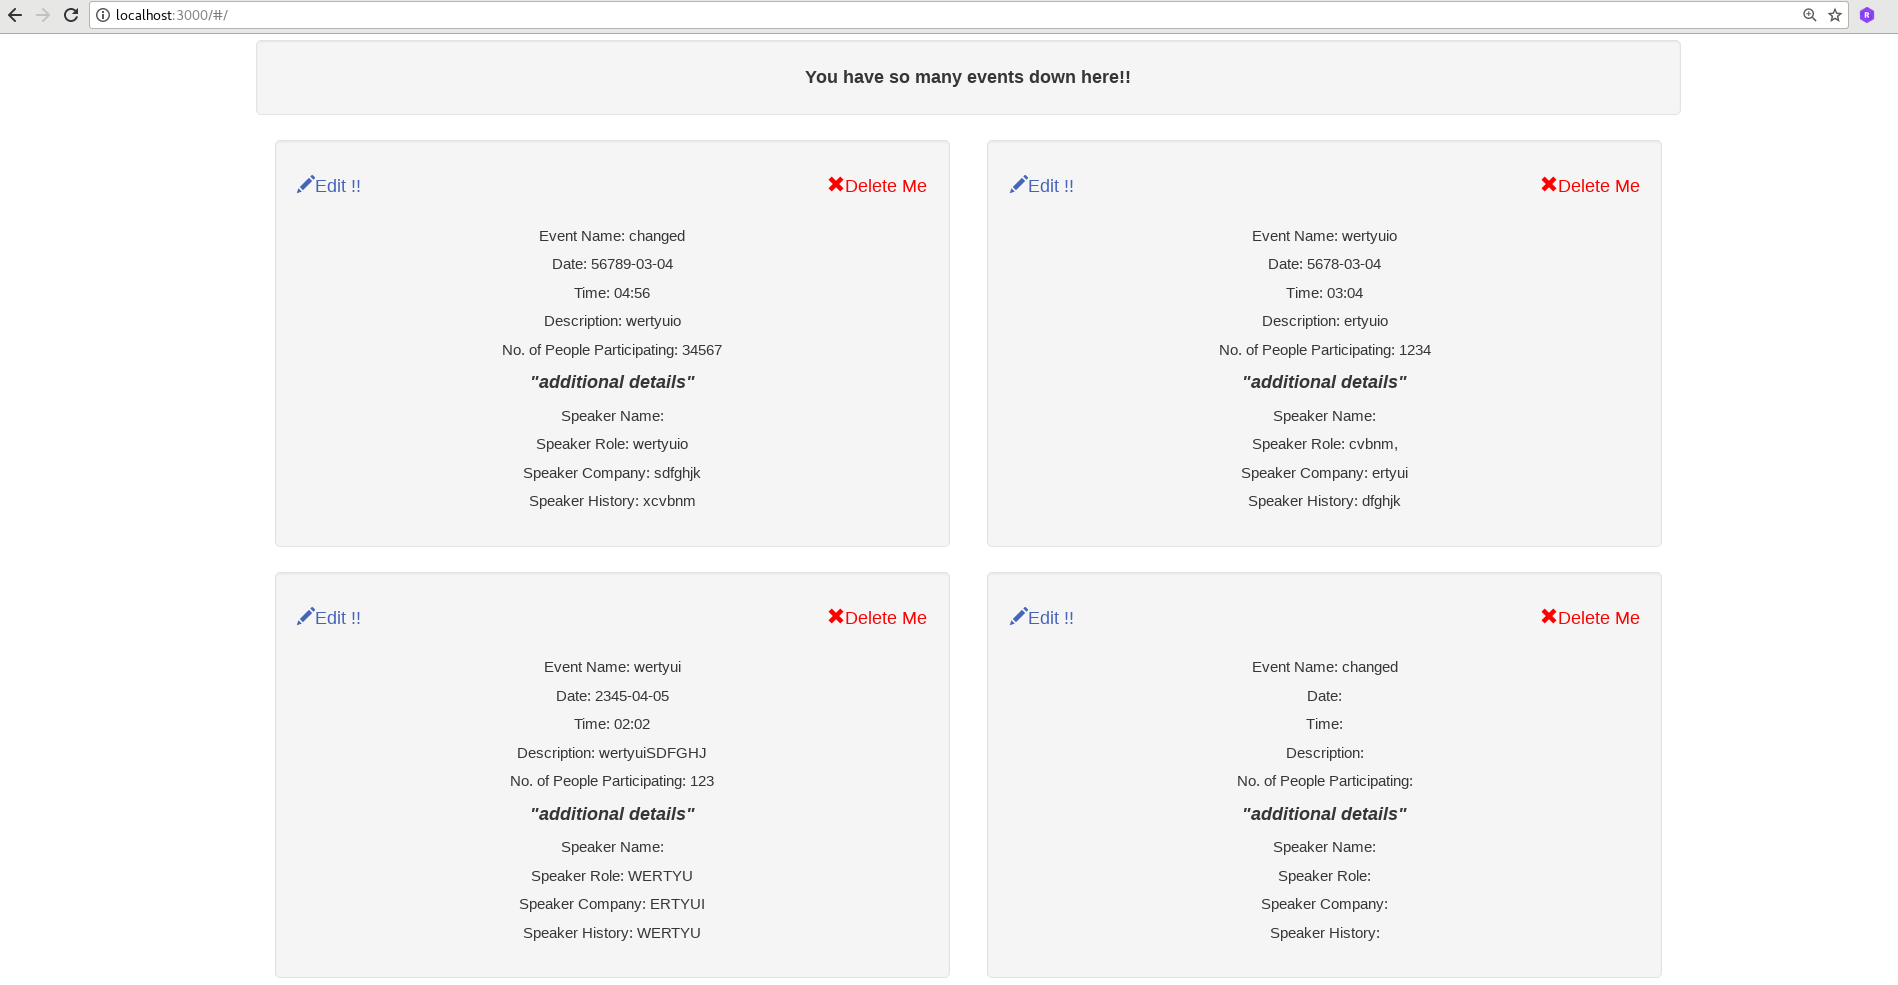 localhost:3000/#/
R
You have so many events down here!!
Edit !! Delete Me
Event Name: changed
Date: 56789-03-04
Time: 04:56
Description: wertyuio
No. of People Participating: 34567
"additional details"
Speaker Name:
Speaker Role: wertyuio
Speaker Company: sdfghjk
Speaker History: xcvbnm
Edit !! Delete Me
Event Name: wertyuio
Date: 5678-03-04
Time: 03:04
Description: ertyuio
No. of People Participating: 1234
"additional details"
Speaker Name:
Speaker Role: cvbnm,
Speaker Company: ertyui
Speaker History: dfghjk
Edit !! Delete Me
Event Name: wertyui
Date: 2345-04-05
Time: 02:02
Description: wertyuiSDFGHJ
No. of People Participating: 123
"additional details"
Speaker Name:
Speaker Role: WERTYU
Speaker Company: ERTYUI
Speaker History: WERTYU
Edit !! Delete Me
Event Name: changed
Date:
Time:
Description:
No. of People Participating:
"additional details"
Speaker Name:
Speaker Role:
Speaker Company:
Speaker History: